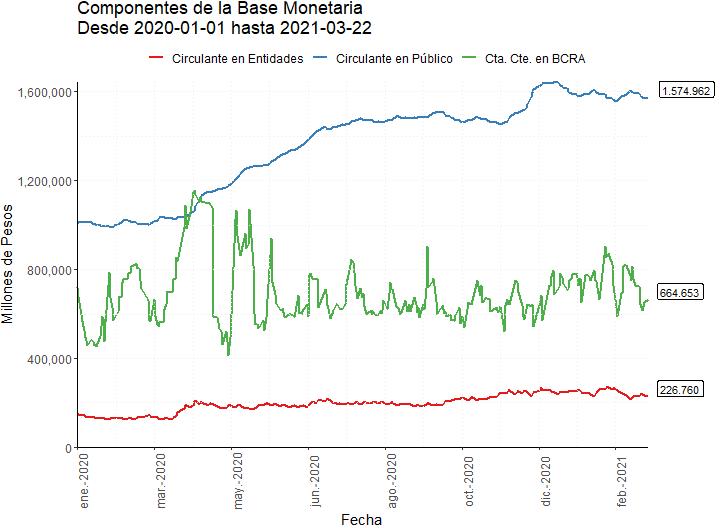 Componentes de la Base Monetaria
Desde 2020-01-01 hasta 2021-03-22
Circulante en Entidades Circulante en Público Cta. Cte. en BCRA
Millones de Pesos
1,600,000
1,200,000
800,000
400,000
0
1.574.962
664.653
226.760
ene.-2020
mar.-2020
may.-2020
jun.-2020
ago.-2020
oct.-2020
dic.-2020
feb.-2021
Fecha